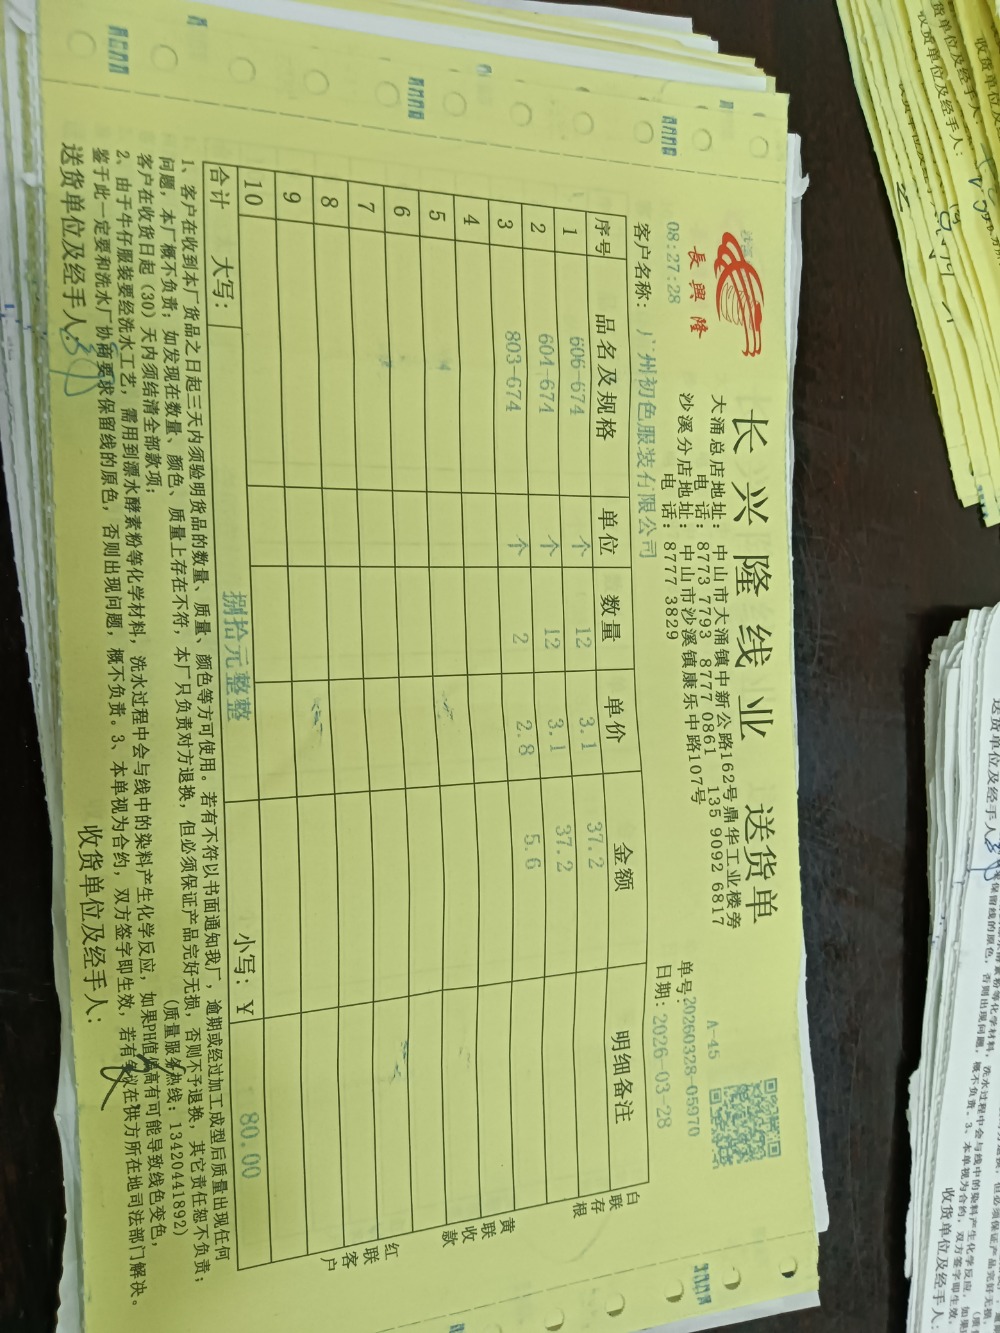 長興隆
长兴隆线业 送货单
大涌总店地址：中山市大涌镇中新公路162号鼎华工业楼旁
电 话：8773 7793 8777 0861 135 9092 6817
沙溪分店地址：中山市沙溪镇康乐中路107号
电 话：8777 3829
A-45
08:27:28
单号：20260328-05970
客户名称：广州初色服装有限公司
日期：2026-03-28
序号 品名及规格 单位 数量 单价 金额 明细备注
1 606-674 个 12 3.1 37.2
2 604-674 个 12 3.1 37.2
3 803-674 个 2 2.8 5.6
4
5
6
7
8
9
10
合计 大写： 捌拾元整整 小写：¥ 80.00
白联存根
黄联收款
红联客户
1、客户在收到本厂货品之日起三天内须验明货品的数量、质量、颜色等方可使用。若有不符以书面通知我厂，逾期或经过加工成型后质量出现任何
问题，本厂概不负责；如发现在数量、颜色、质量上存在不符，本厂只负责对方退换，但必须保证产品完好无损，否则不予退换，其它责任恕不负责；
客户在收货日起（30）天内须结清全部款项； （质量服务热线：13420441892）
2、由于牛仔服装要经洗水工艺，需用到漂水酵素粉等化学材料，洗水过程中会与线中的染料产生化学反应，如果PH值偏高有可能导致线色变色，
鉴于此一定要和洗水厂协商要求保留线的原色，否则出现问题，概不负责。3、本单视为合约，双方签字即生效，若有争议在供方所在地司法部门解决。
送货单位及经手人： 收货单位及经手人：